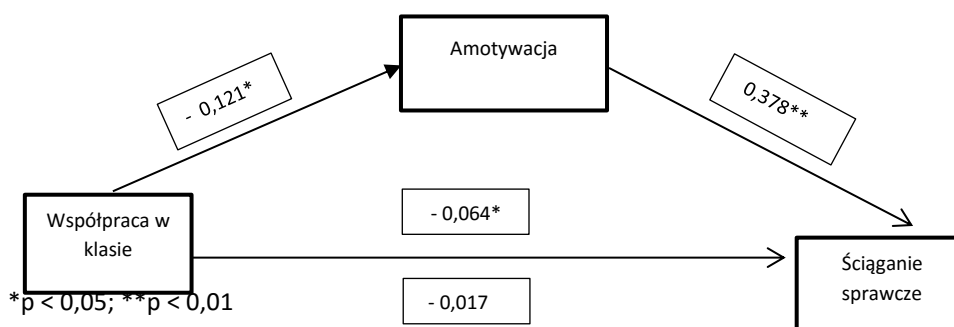 Amotywacja
- 0,121*
0,378**
Współpraca w
klasie
- 0,064*
Ściąganie
sprawcze
*p < 0,05; **p < 0,01
- 0,017